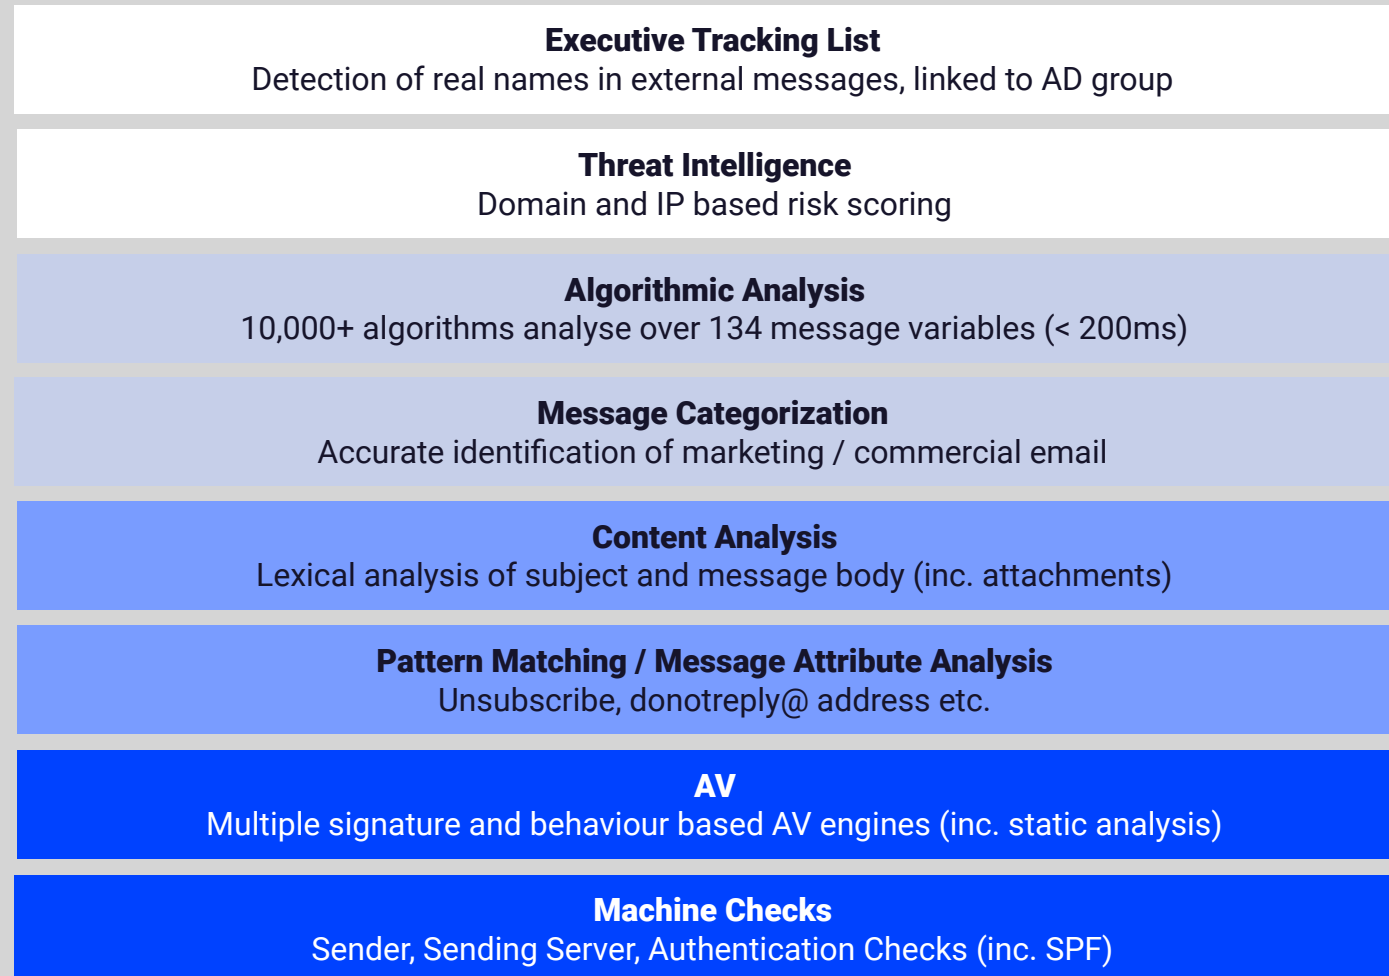 Executive Tracking List
Detection of real names in external messages, linked to AD group
Threat Intelligence
Domain and IP based risk scoring
Algorithmic Analysis
10,000+ algorithms analyse over 134 message variables (< 200ms)
Message Categorization
Accurate identification of marketing / commercial email
Content Analysis
Lexical analysis of subject and message body (inc. attachments)
Pattern Matching / Message Attribute Analysis
Unsubscribe, donotreply@ address etc.
AV
Multiple signature and behaviour based AV engines (inc. static analysis)
Machine Checks
Sender, Sending Server, Authentication Checks (inc. SPF)